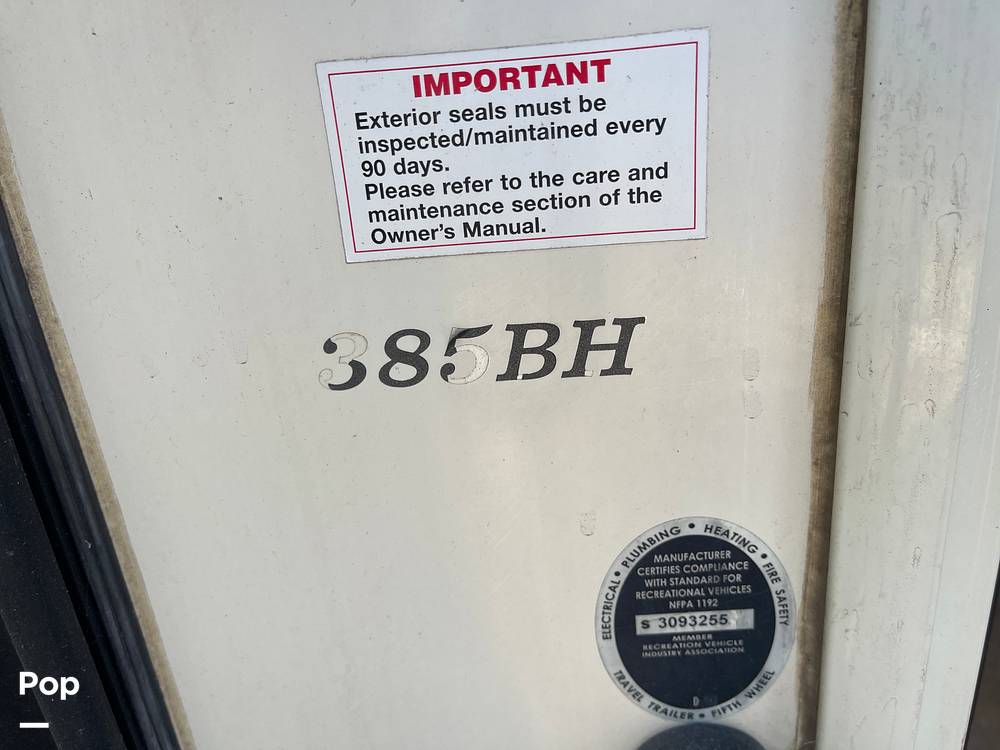 IMPORTANT
Exterior seals must be
inspected/maintained every
90 days.
Please refer to the care and
maintenance section of the
Owner's Manual.
385BH
ELECTRICAL • PLUMBING • HEATING • FIRE SAFETY
MANUFACTURER
CERTIFIES COMPLIANCE
WITH STANDARD FOR
RECREATIONAL VEHICLES
NFPA 1192
S 3093255
MEMBER
RECREATION VEHICLE
INDUSTRY ASSOCIATION
D
TRAVEL TRAILER • FIFTH WHEEL
Pop